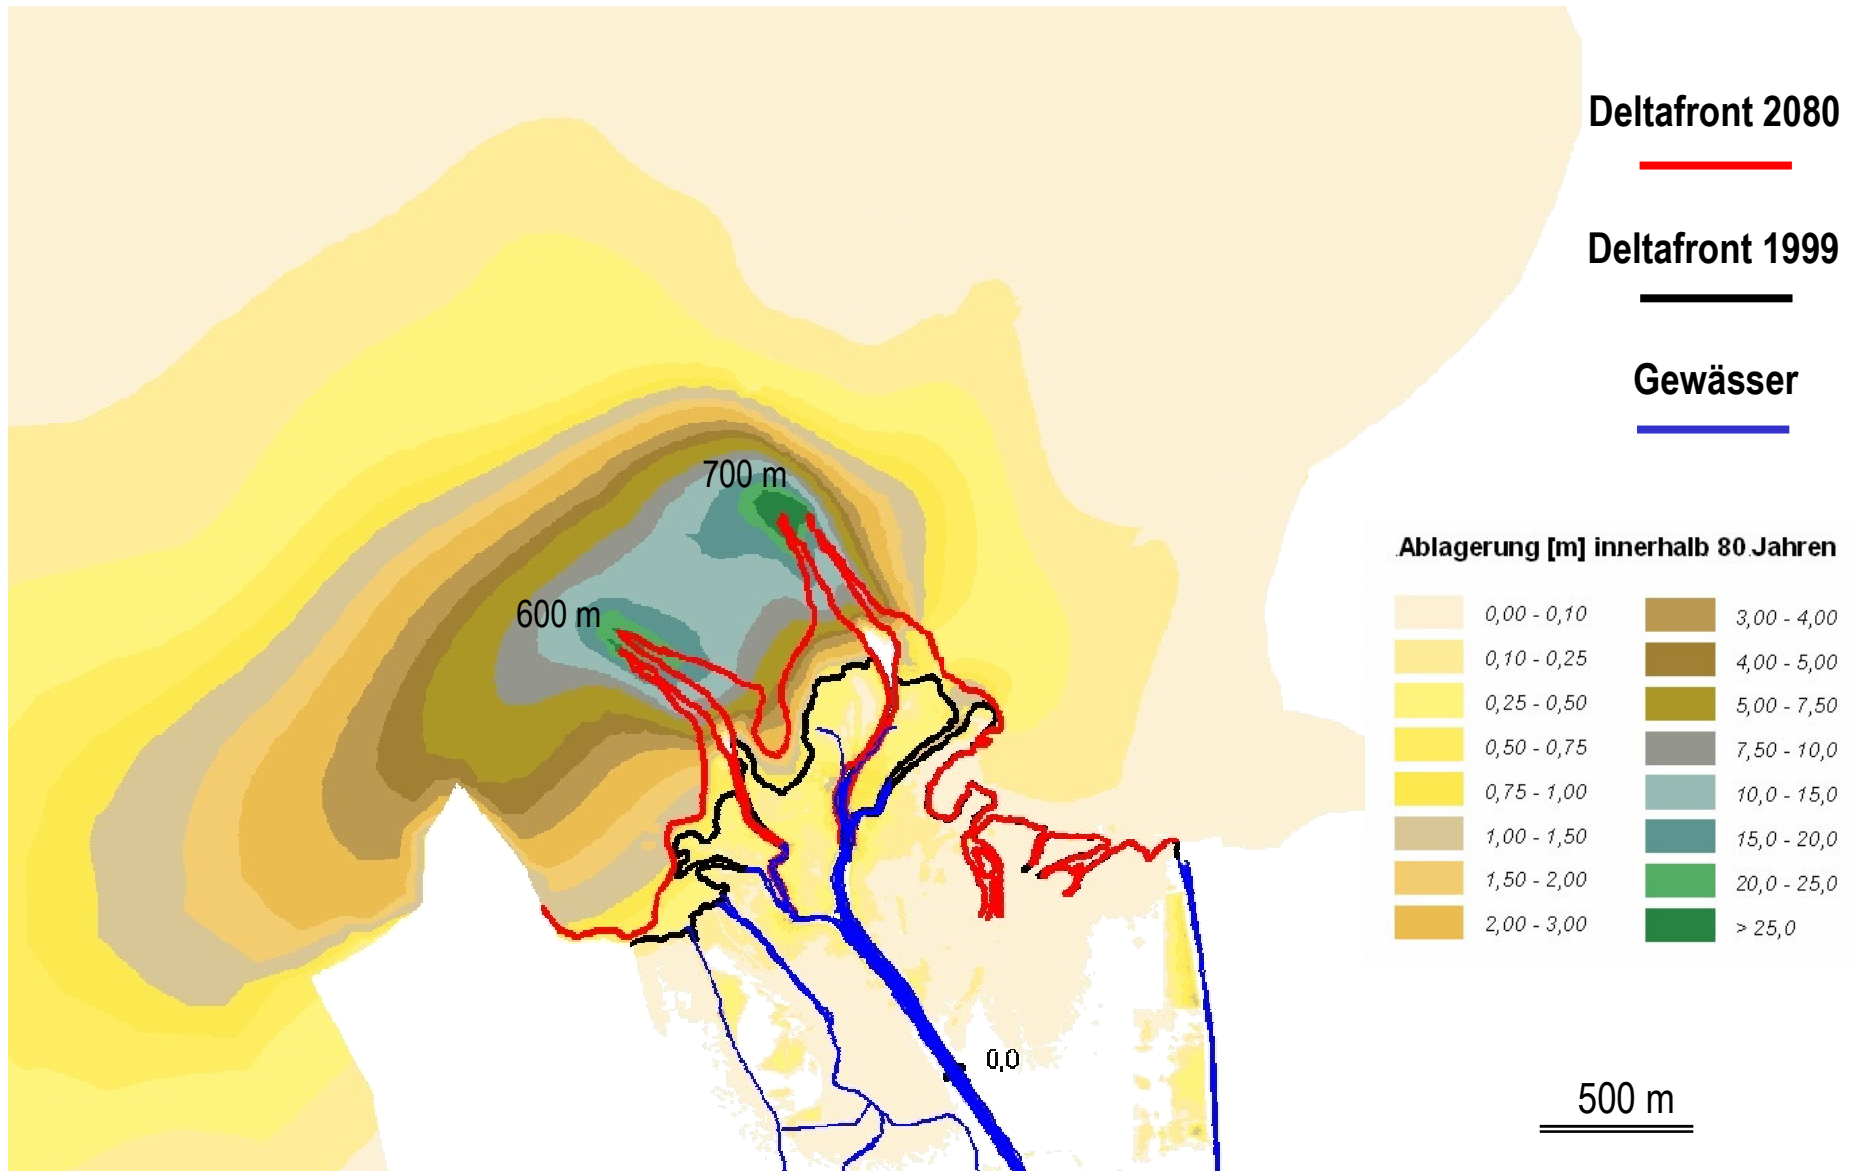 Deltafront 2080
Deltafront 1999
Gewässer
700 m
600 m
Ablagerung [m] innerhalb 80 Jahren
0,00 - 0,10
0,10 - 0,25
0,25 - 0,50
0,50 - 0,75
0,75 - 1,00
1,00 - 1,50
1,50 - 2,00
2,00 - 3,00
3,00 - 4,00
4,00 - 5,00
5,00 - 7,50
7,50 - 10,0
10,0 - 15,0
15,0 - 20,0
20,0 - 25,0
> 25,0
0,0
500 m